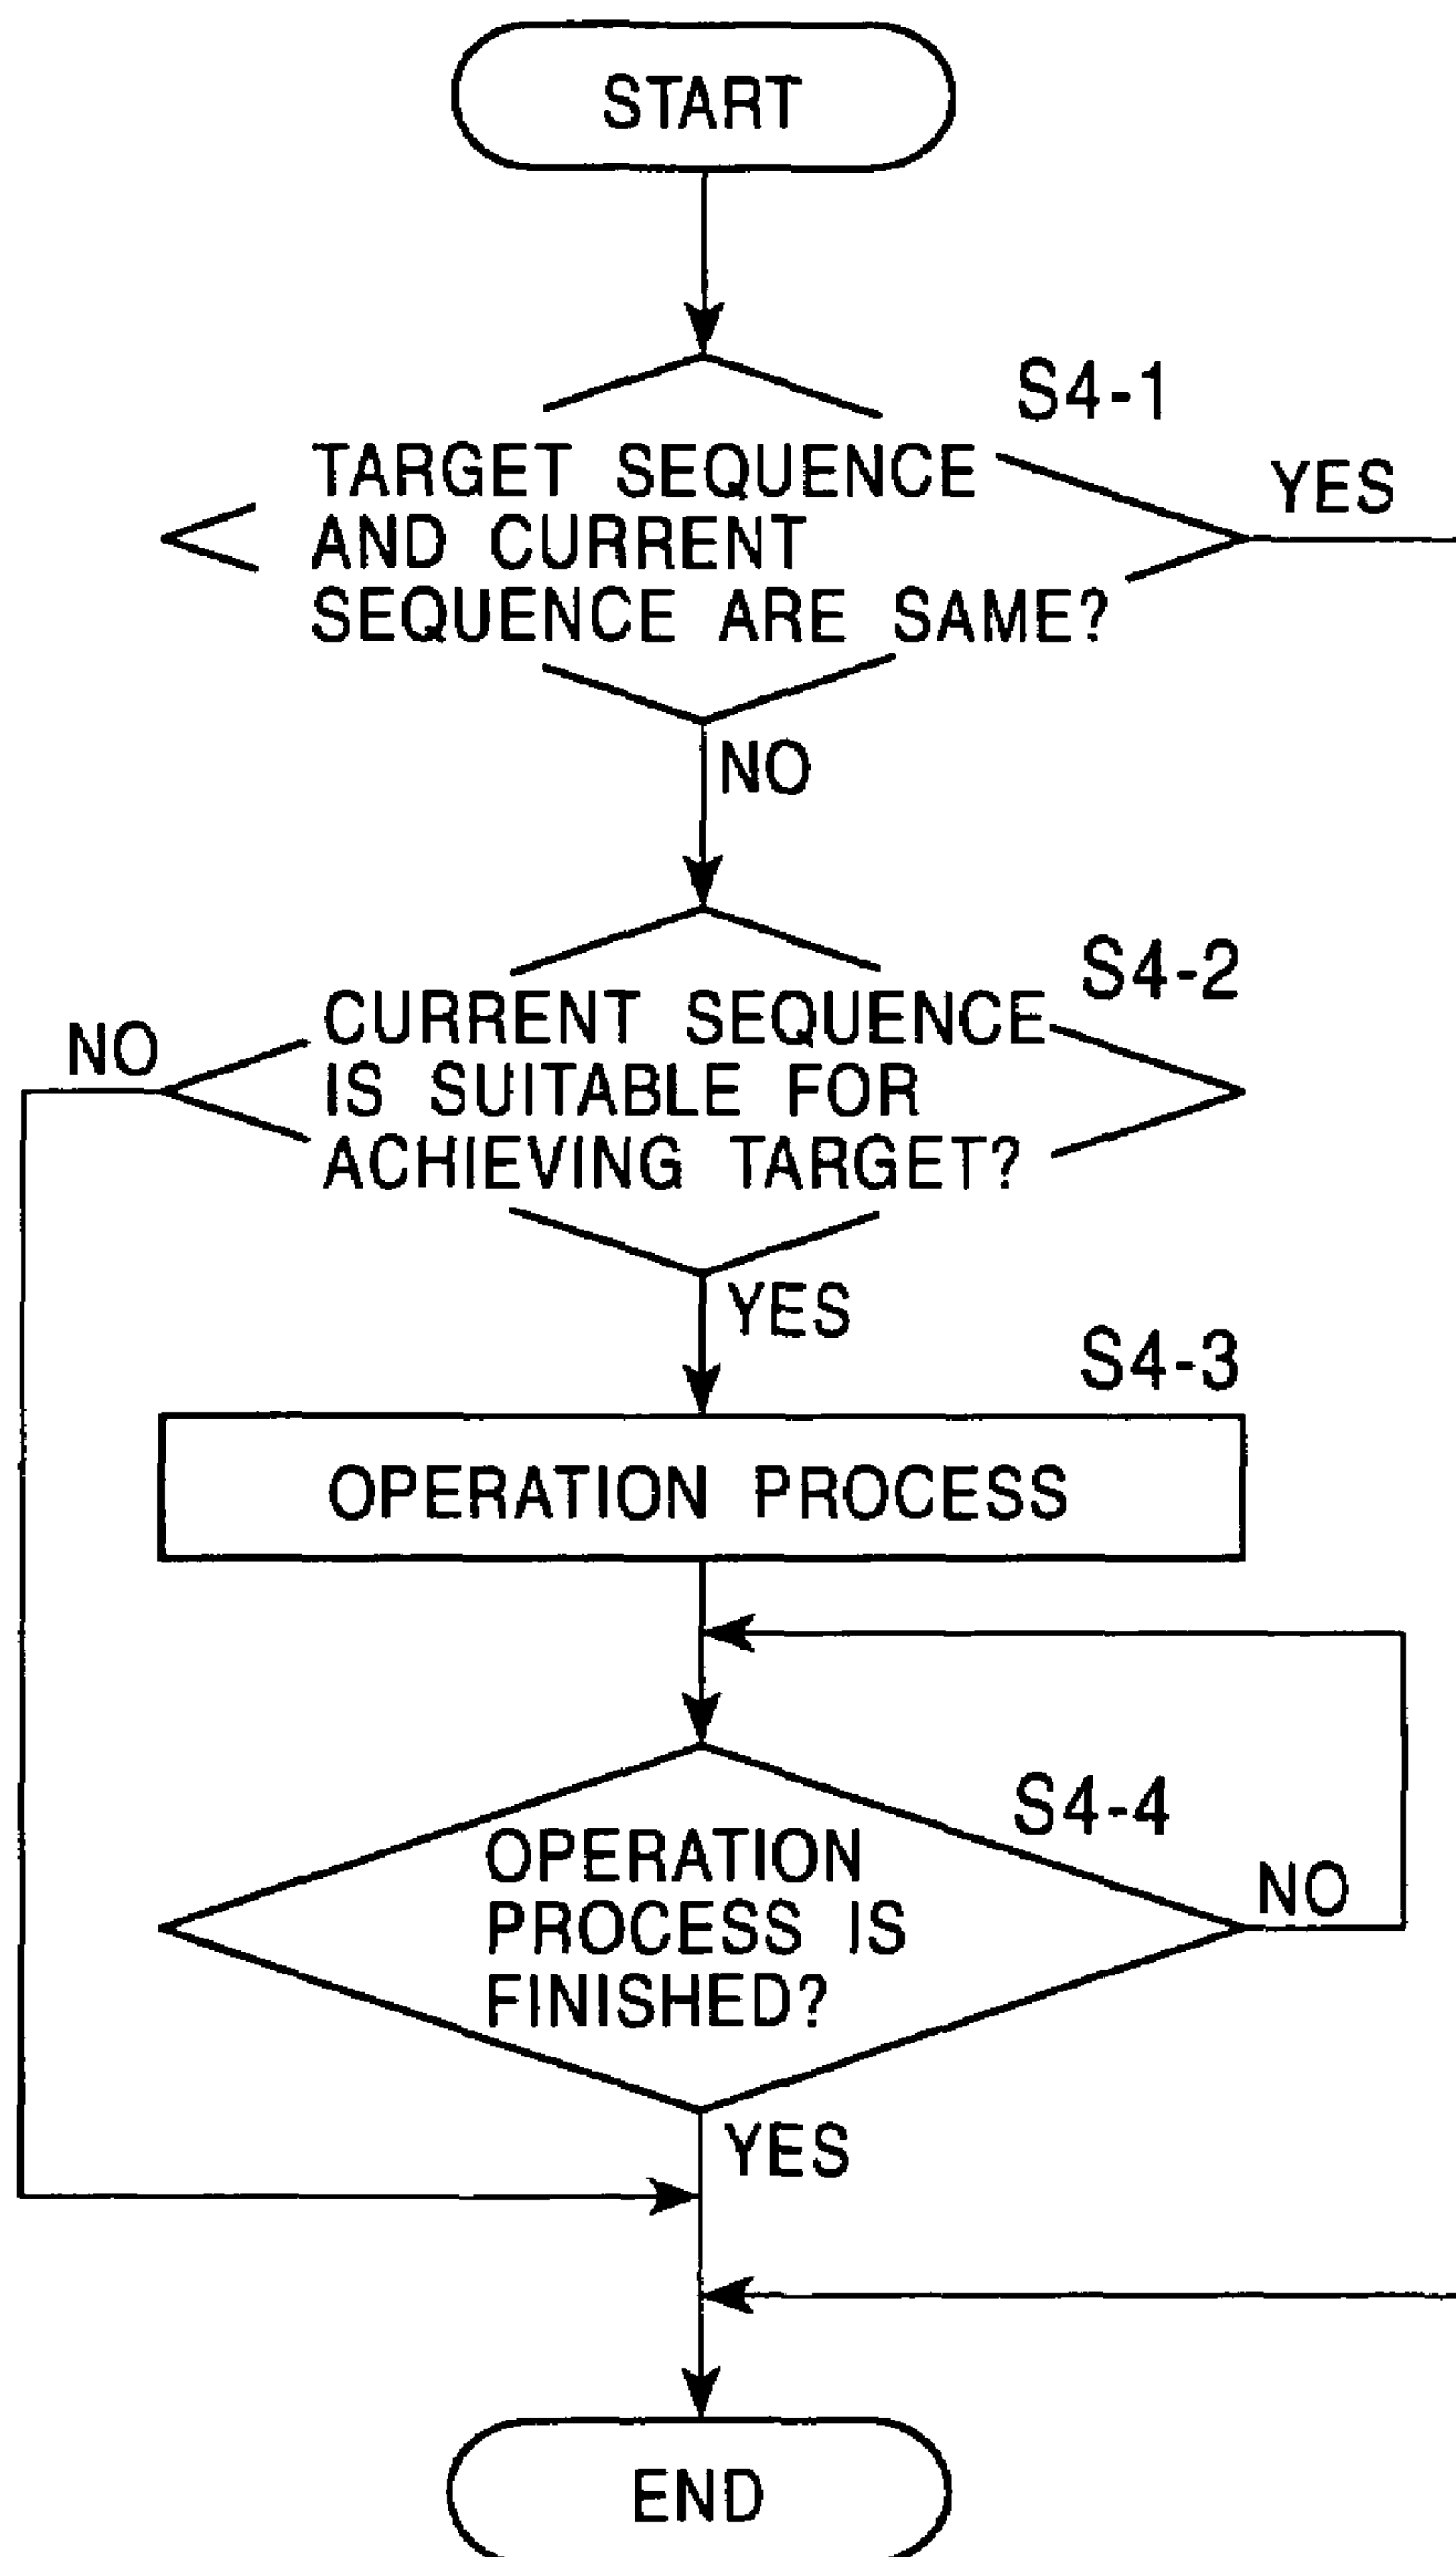 START
S4-1
TARGET SEQUENCE
AND CURRENT
SEQUENCE ARE SAME?
YES
NO
S4-2
CURRENT SEQUENCE
IS SUITABLE FOR
ACHIEVING TARGET?
NO
YES
S4-3
OPERATION PROCESS
S4-4
OPERATION
PROCESS IS
FINISHED?
NO
YES
END